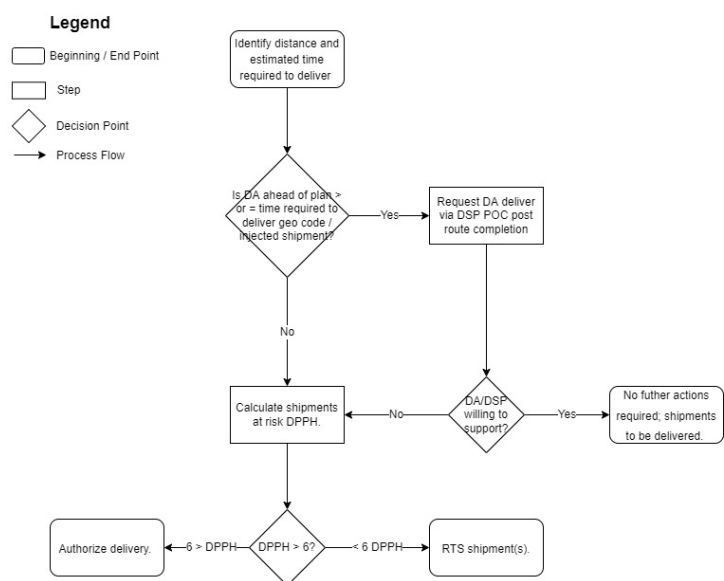 Legend
Beginning / End Point
Step
Decision Point
Process Flow
Identify distance and
estimated time
required to deliver
Is DA ahead of plan >
or = time required to
deliver geo code /
injected shipment?
Yes
Request DA deliver
via DSP POC post
route completion
No
Calculate shipments
at risk DPPH.
No
DA/DSP
willing to
support?
Yes
No futher actions
required; shipments
to be delivered.
Authorize delivery.
6 > DPPH
DPPH > 6?
< 6 DPPH
RTS shipment(s).